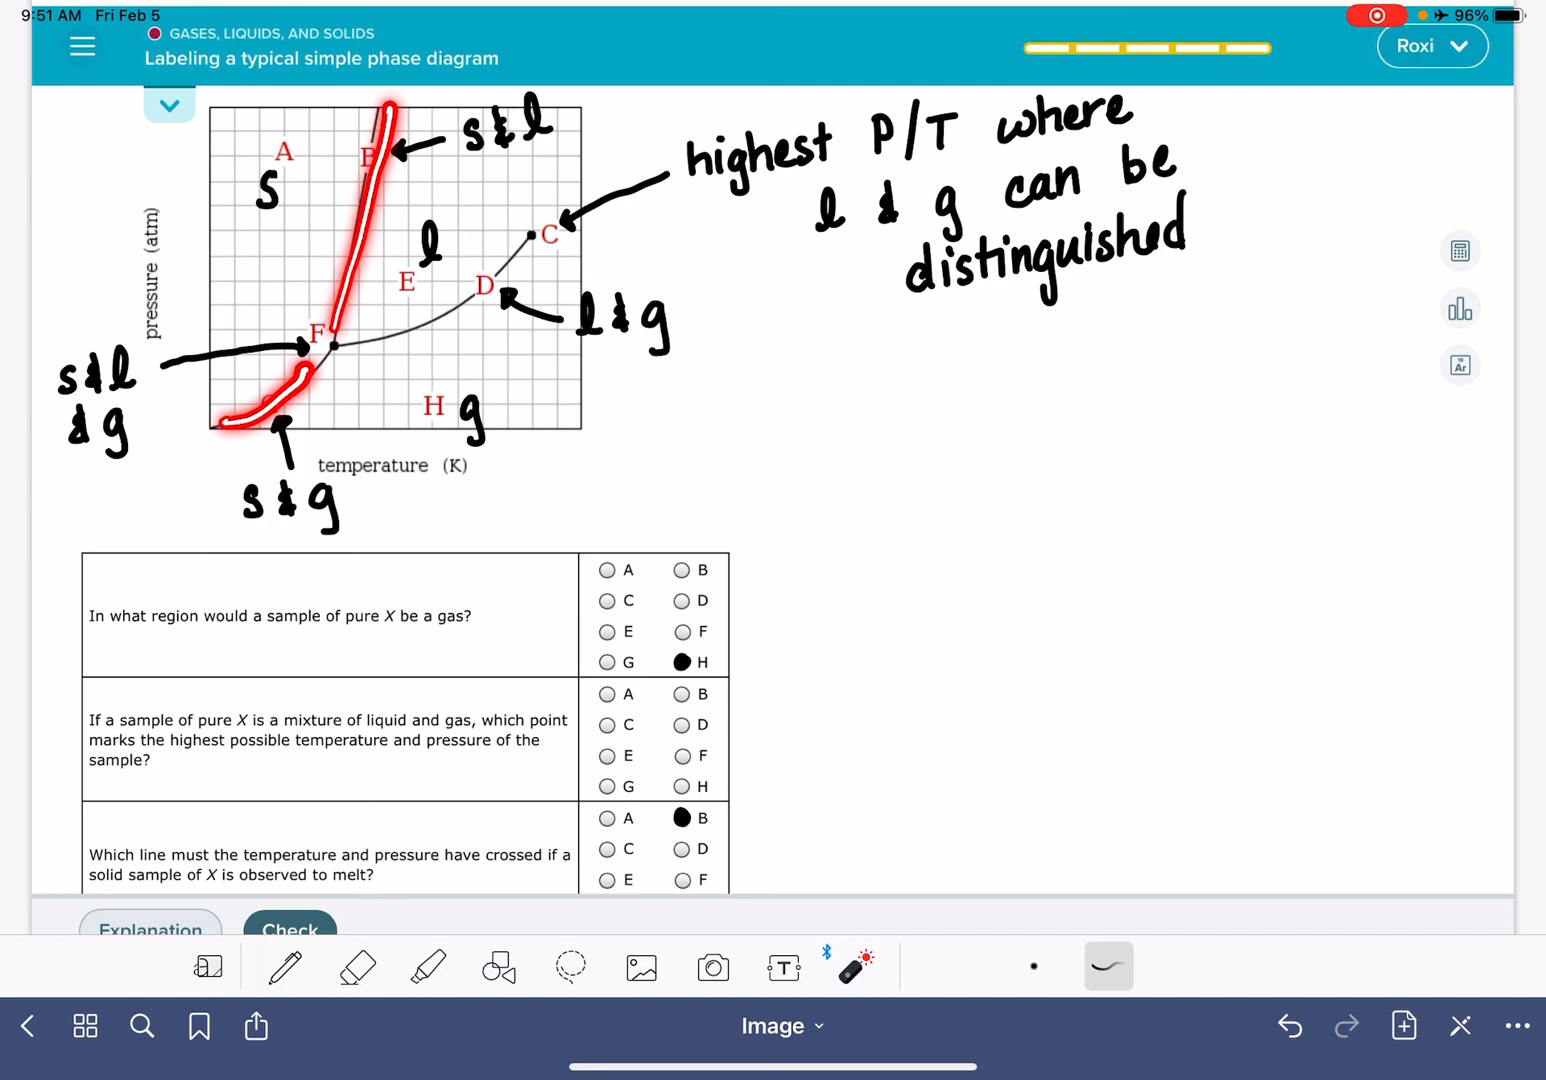 9:51 AM Fri Feb 5
96%
GASES, LIQUIDS, AND SOLIDS
Labeling a typical simple phase diagram
Roxi
A
S
B
s & l
highest P/T where
l & g can be
distinguished
C
l
E
D
l & g
F
pressure (atm)
s & l
& g
H
g
temperature (K)
s & g
18
Ar
In what region would a sample of pure X be a gas?
A B
C D
E F
G H
If a sample of pure X is a mixture of liquid and gas, which point
marks the highest possible temperature and pressure of the
sample?
A B
C D
E F
G H
Which line must the temperature and pressure have crossed if a
solid sample of X is observed to melt?
A B
C D
E F
Explanation
Check
a
T
Image